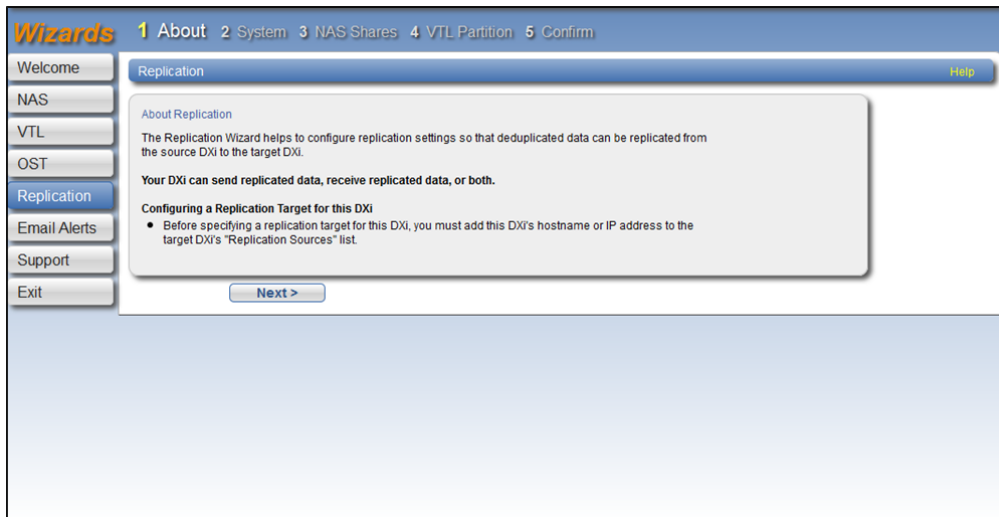 Wizards
1 About 2 System 3 NAS Shares 4 VTL Partition 5 Confirm
Welcome
NAS
VTL
OST
Replication
Email Alerts
Support
Exit
Replication
Help
About Replication
The Replication Wizard helps to configure replication settings so that deduplicated data can be replicated from
the source DXi to the target DXi.
Your DXi can send replicated data, receive replicated data, or both.
Configuring a Replication Target for this DXi
● Before specifying a replication target for this DXi, you must add this DXi's hostname or IP address to the
target DXi's "Replication Sources" list.
Next >